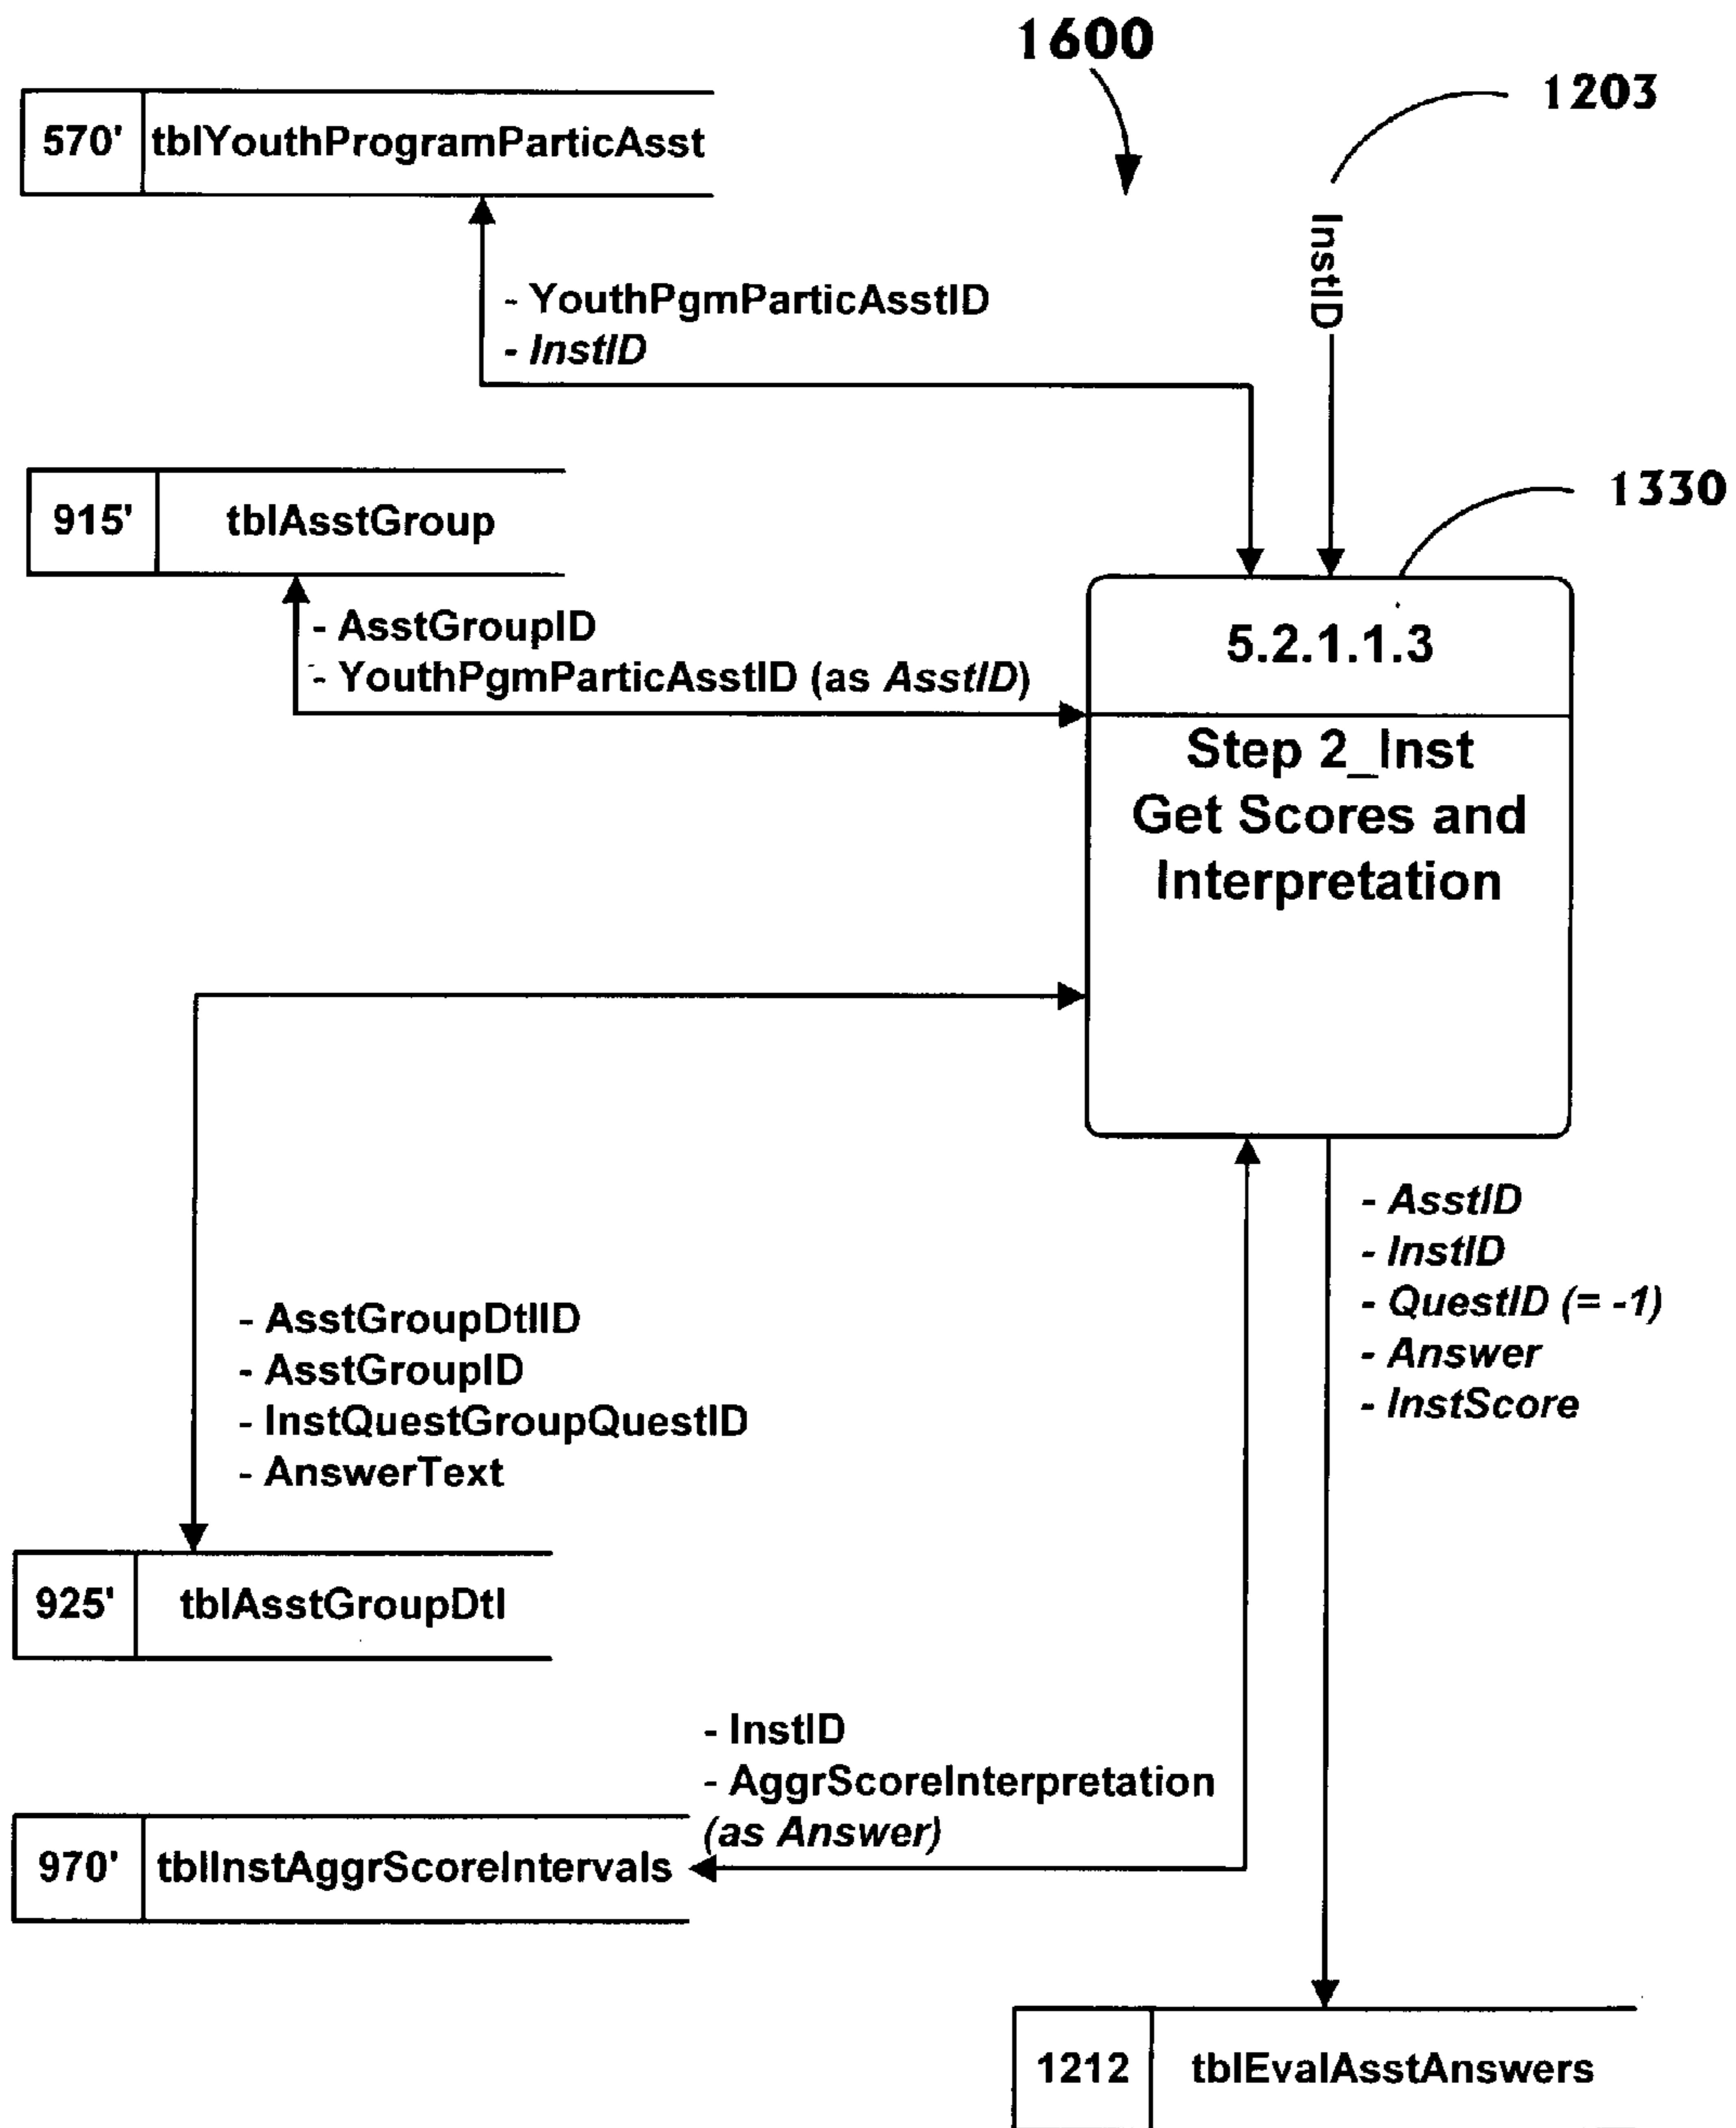 1600
1203
570' tblYouthProgramParticAsst
InstID
- YouthPgmParticAsstID
- InstID
915' tblAsstGroup
1330
- AsstGroupID
- YouthPgmParticAsstID (as AsstID)
5.2.1.1.3
Step 2_Inst
Get Scores and
Interpretation
- AsstID
- InstID
- QuestID (= -1)
- Answer
- InstScore
- AsstGroupDtlID
- AsstGroupID
- InstQuestGroupQuestID
- AnswerText
925' tblAsstGroupDtl
- InstID
- AggrScoreInterpretation
(as Answer)
970' tblInstAggrScoreIntervals
1212 tblEvalAsstAnswers